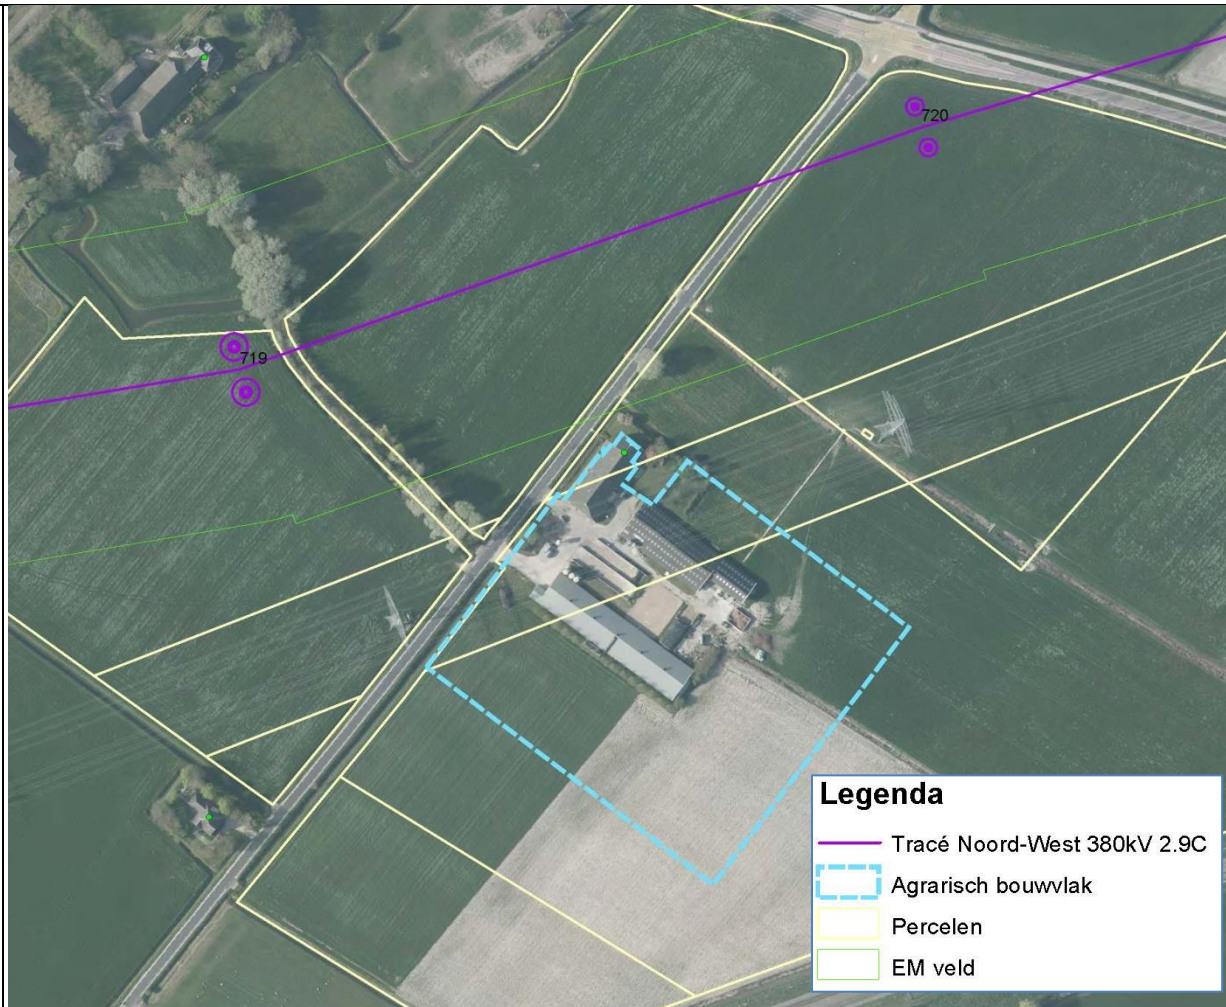 720
719
Legenda
Tracé Noord-West 380kV 2.9C
Agrarisch bouwvlak
Percelen
EM veld